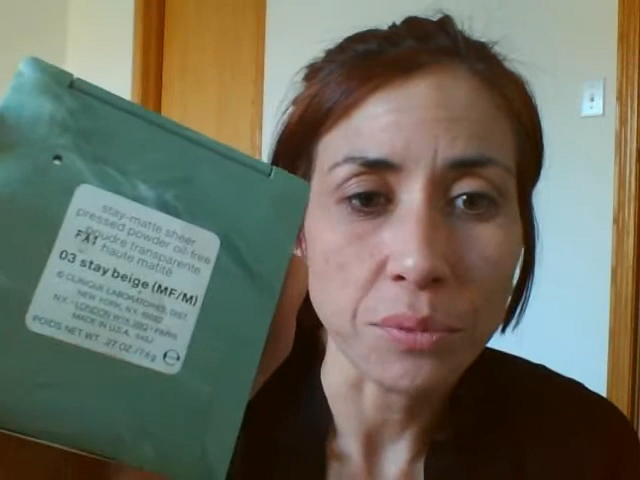 stay-matte sheer
pressed powder oil-free
poudre transparente
FA1 haute matité
03 stay beige (MF/M)
© CLINIQUE LABORATORIES, DIST.
NEW YORK, N.Y.
N.Y. LONDON PARIS
MADE IN U.S.A.
POIDS NET WT. .27 OZ/7.6g
e